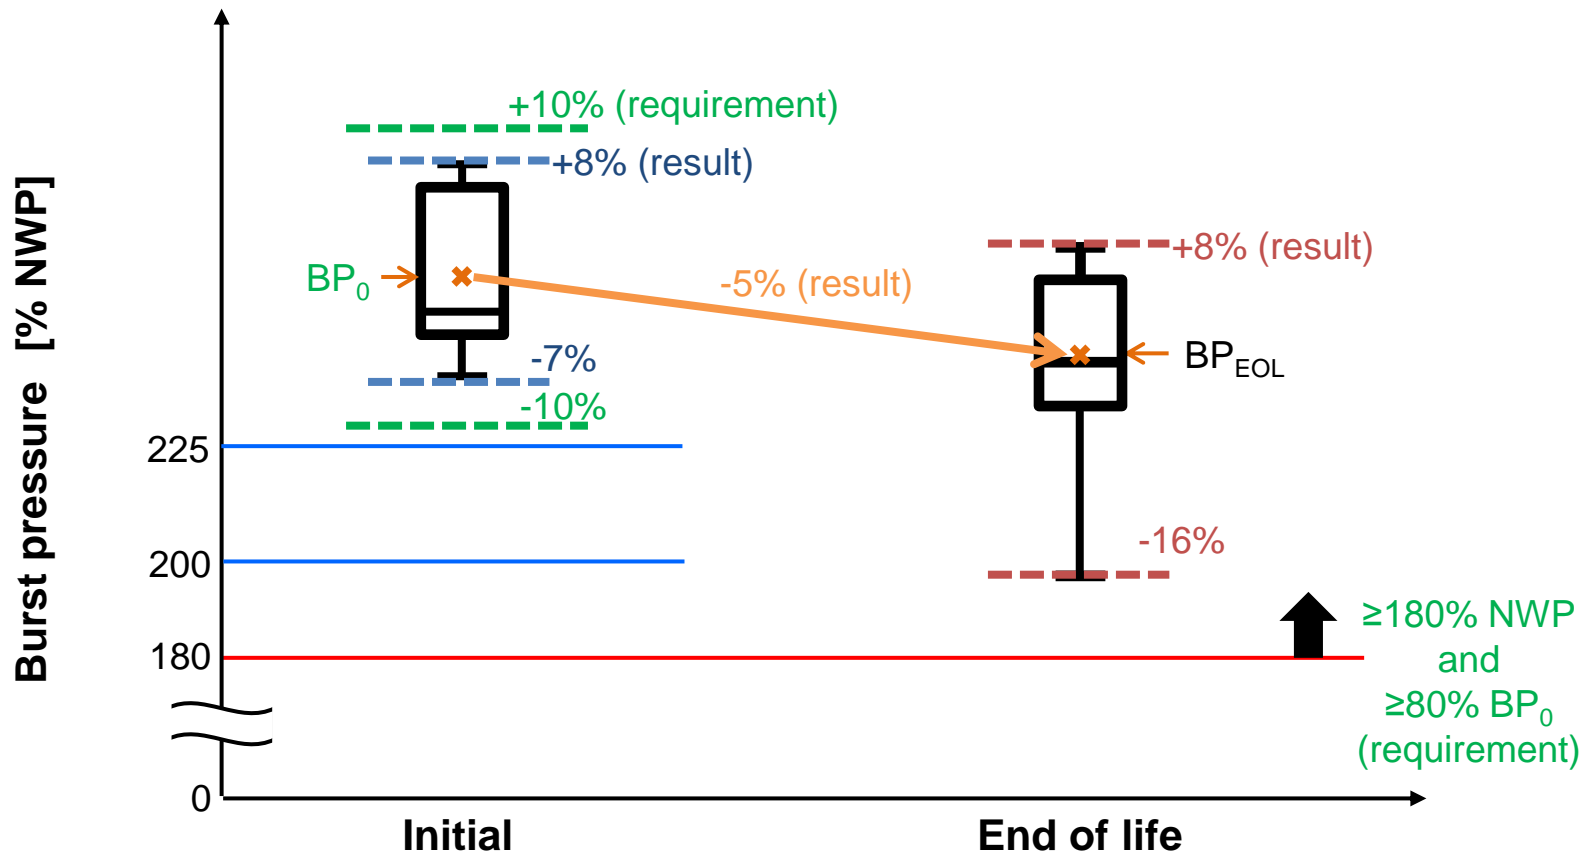 Burst pressure [% NWP]
+10% (requirement)
+8% (result)
BP0
-7%
-10%
-5% (result)
+8% (result)
BPEOL
-16%
225
200
180
0
≥180% NWP
and
≥80% BP0
(requirement)
Initial
End of life